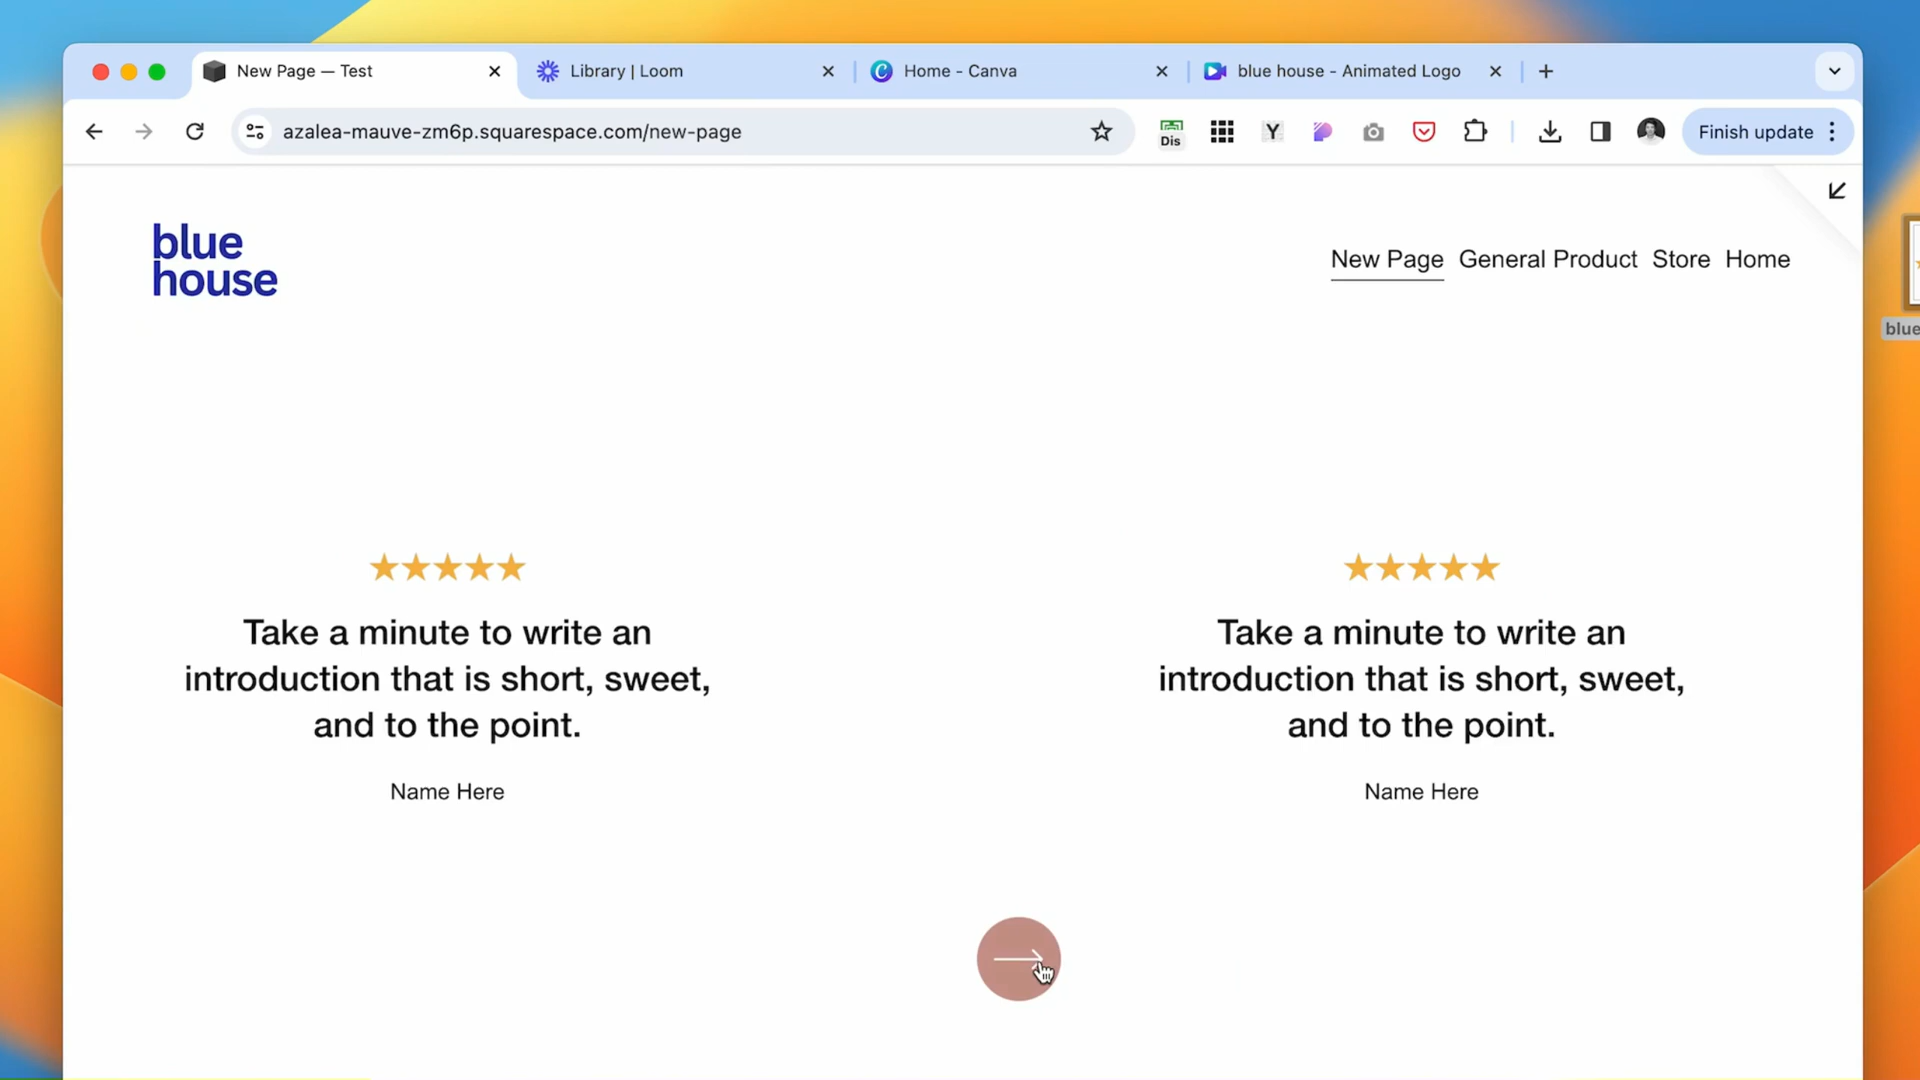 New Page — Test
Library | Loom
Home - Canva
blue house - Animated Logo
azalea-mauve-zm6p.squarespace.com/new-page
Dis
Y
Finish update
blue
house
New Page
General Product
Store
Home
blue
★★★★★
Take a minute to write an
introduction that is short, sweet,
and to the point.
Name Here
★★★★★
Take a minute to write an
introduction that is short, sweet,
and to the point.
Name Here